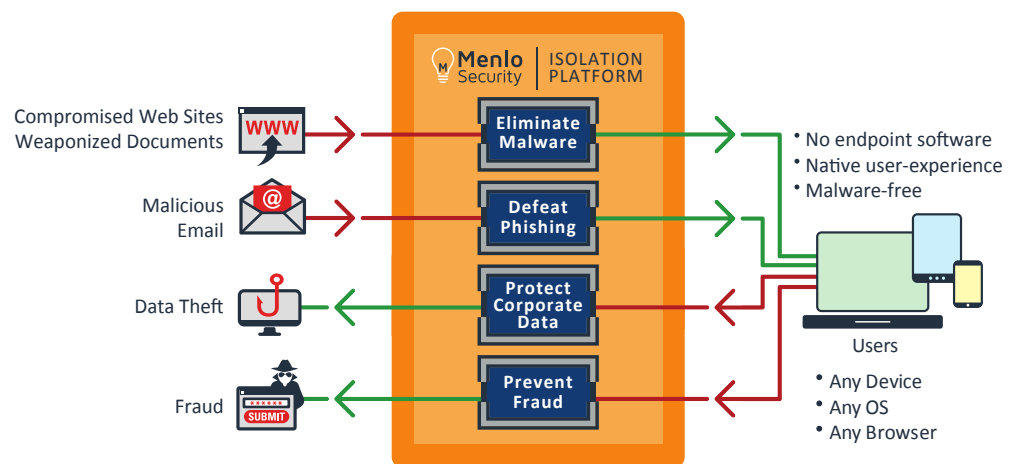 Menlo
Security
M
ISOLATION
PLATFORM
Compromised Web Sites
Weaponized Documents
WWW
Eliminate
Malware
• No endpoint software
• Native user-experience
• Malware-free
Malicious
Email
@
Defeat
Phishing
Data Theft
Protect
Corporate
Data
Users
Fraud
******
SUBMIT
Prevent
Fraud
• Any Device
• Any OS
• Any Browser